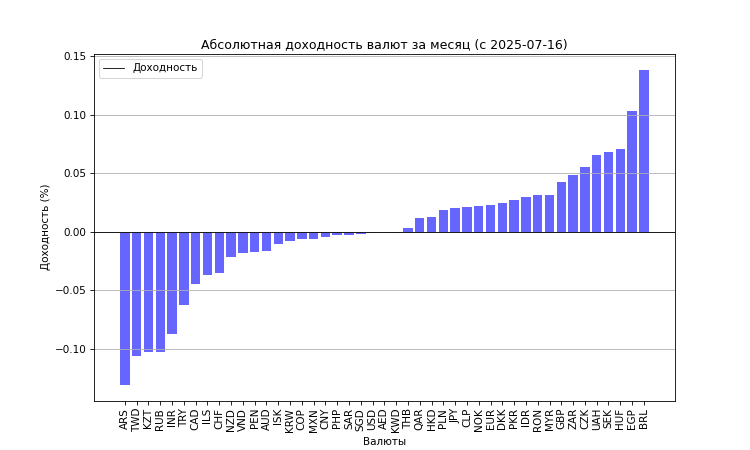 Абсолютная доходность валют за месяц (с 2025-07-16)
Доходность
0.15
0.10
0.05
0.00
−0.05
−0.10
Доходность (%)
ARS TWD KZT RUB INR TRY CAD ILS CHF NZD VND PEN AUD ISK KRW COP MXN CNY PHP SAR SGD USD AED KWD THB QAR HKD PLN JPY CLP NOK EUR DKK PKR IDR RON MYR GBP ZAR CZK UAH SEK HUF EGP BRL
Валюты